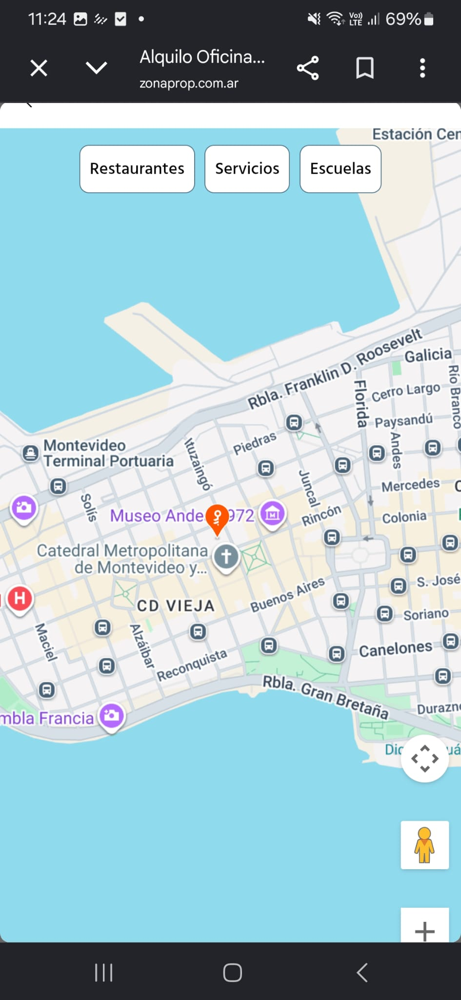 11:24
Vo)) LTE
69%
Alquilo Oficina...
zonaprop.com.ar
Estación Cen
Restaurantes
Servicios
Escuelas
Rbla. Franklin D. Roosevelt
Galicia
Río Branco
Florida
Cerro Largo
Paysandú
Andes
Piedras
Ituzaingó
Montevideo
Terminal Portuaria
Juncal
Mercedes
Solís
Museo Ande
972
M
Rincón
Colonia
Catedral Metropolitana
de Montevideo y...
S. José
H
CD VIEJA
Buenos Aires
Soriano
Maciel
Alzáibar
Reconquista
Canelones
Rbla. Gran Bretaña
mbla Francia
Durazno
Dic
uá